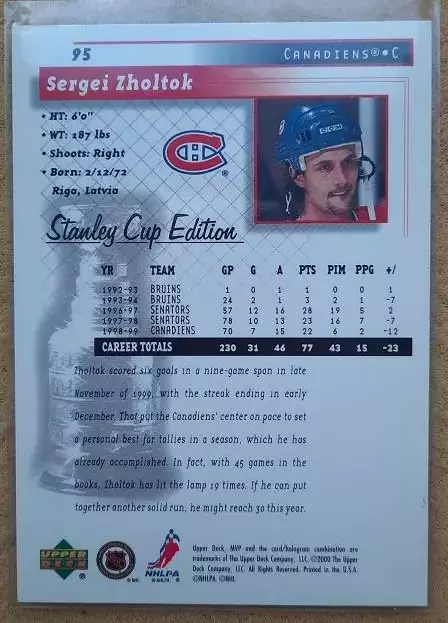 95
CANADIENS®•C
Sergei Zholtok
• HT: 6'0"
• WT: 187 lbs
• Shoots: Right
• Born: 2/12/72
Riga, Latvia
CCM
Stanley Cup Edition
YR TEAM GP G A PTS PIM PPG +/
1992-93 BRUINS 1 0 1 1 0 0 1
1993-94 BRUINS 24 2 1 3 2 1 -7
1996-97 SENATORS 57 12 16 28 19 5 2
1997-98 SENATORS 78 10 13 23 16 7 -7
1998-99 CANADIENS 70 7 15 22 6 2 -12
CAREER TOTALS 230 31 46 77 43 15 -23
Zholtok scored six goals in a nine-game span in late
November of 1999, with the streak ending in early
December. That put the Canadiens' center on pace to set
a personal best for tallies in a season, which he has
already accomplished. In fact, with 45 games in the
books, Zholtok has lit the lamp 19 times. If he can put
together another solid run, he might reach 30 this year.
UPPER
DECK
NHLPA
Upper Deck, MVP and the card/hologram combination are
trademarks of The Upper Deck Company, LLC. ©2000 The Upper
Deck Company, LLC. All Rights Reserved. Printed in the U.S.A.
©NHLPA. ©NHL